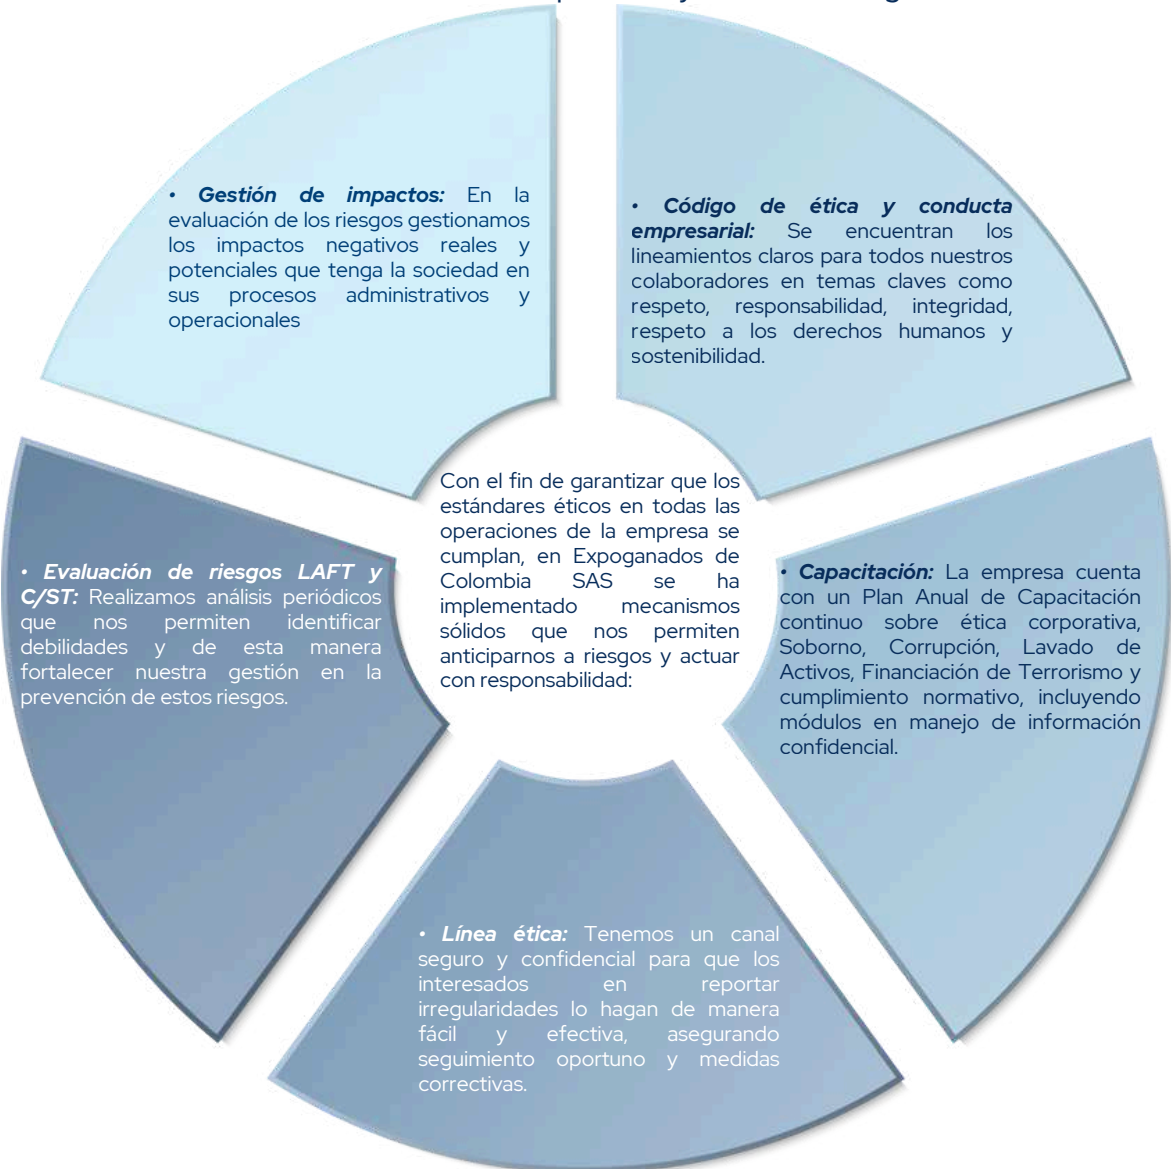 • Gestión de impactos: En la
evaluación de los riesgos gestionamos
los impactos negativos reales y
potenciales que tenga la sociedad en
sus procesos administrativos y
operacionales
• Código de ética y conducta
empresarial: Se encuentran los
lineamientos claros para todos nuestros
colaboradores en temas claves como
respeto, responsabilidad, integridad,
respeto a los derechos humanos y
sostenibilidad.
Con el fin de garantizar que los
estándares éticos en todas las
operaciones de la empresa se
cumplan, en Expoganados de
Colombia SAS se ha
implementado mecanismos
sólidos que nos permiten
anticiparnos a riesgos y actuar
con responsabilidad:
• Evaluación de riesgos LAFT y
C/ST: Realizamos análisis periódicos
que nos permiten identificar
debilidades y de esta manera
fortalecer nuestra gestión en la
prevención de estos riesgos.
• Capacitación: La empresa cuenta
con un Plan Anual de Capacitación
continuo sobre ética corporativa,
Soborno, Corrupción, Lavado de
Activos, Financiación de Terrorismo y
cumplimiento normativo, incluyendo
módulos en manejo de información
confidencial.
• Línea ética: Tenemos un canal
seguro y confidencial para que los
interesados en reportar
irregularidades lo hagan de manera
fácil y efectiva, asegurando
seguimiento oportuno y medidas
correctivas.